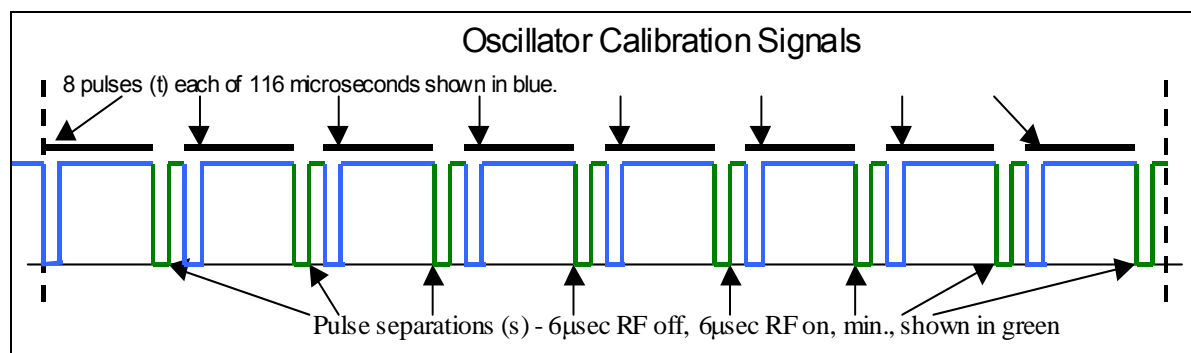 Oscillator Calibration Signals
8 pulses (t) each of 116 microseconds shown in blue.
Pulse separations (s) - 6μsec RF off, 6μsec RF on, min., shown in green